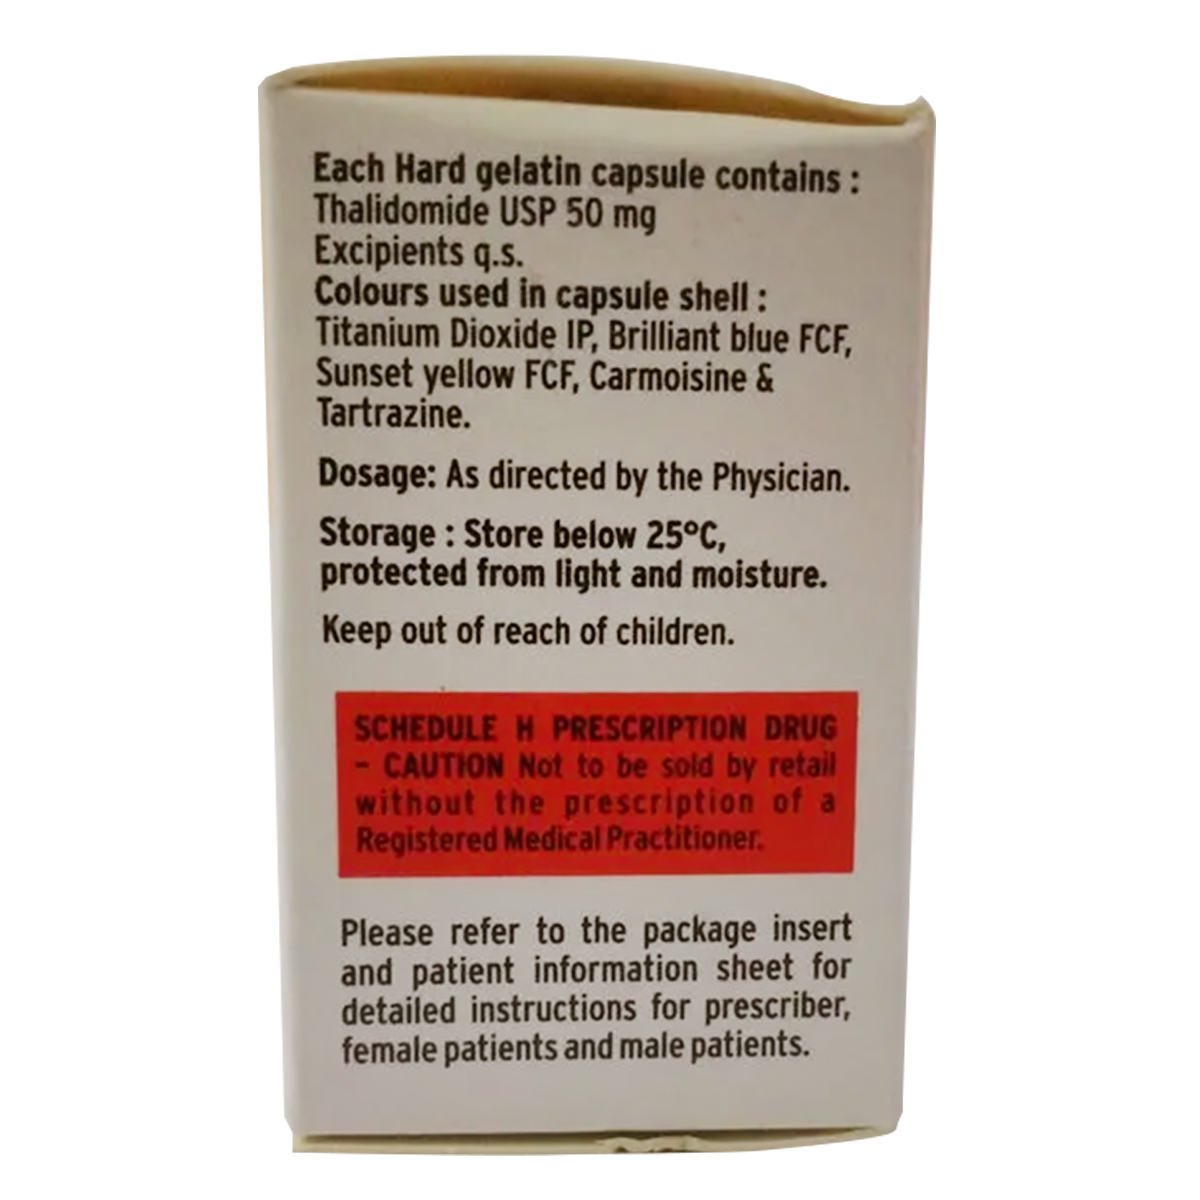 Each Hard gelatin capsule contains :
Thalidomide USP 50 mg
Excipients q.s.
Colours used in capsule shell :
Titanium Dioxide IP, Brilliant blue FCF,
Sunset yellow FCF, Carmoisine &
Tartrazine.
Dosage: As directed by the Physician.
Storage : Store below 25°C,
protected from light and moisture.
Keep out of reach of children.
SCHEDULE H PRESCRIPTION DRUG
- CAUTION Not to be sold by retail
without the prescription of a
Registered Medical Practitioner.
Please refer to the package insert
and patient information sheet for
detailed instructions for prescriber,
female patients and male patients.